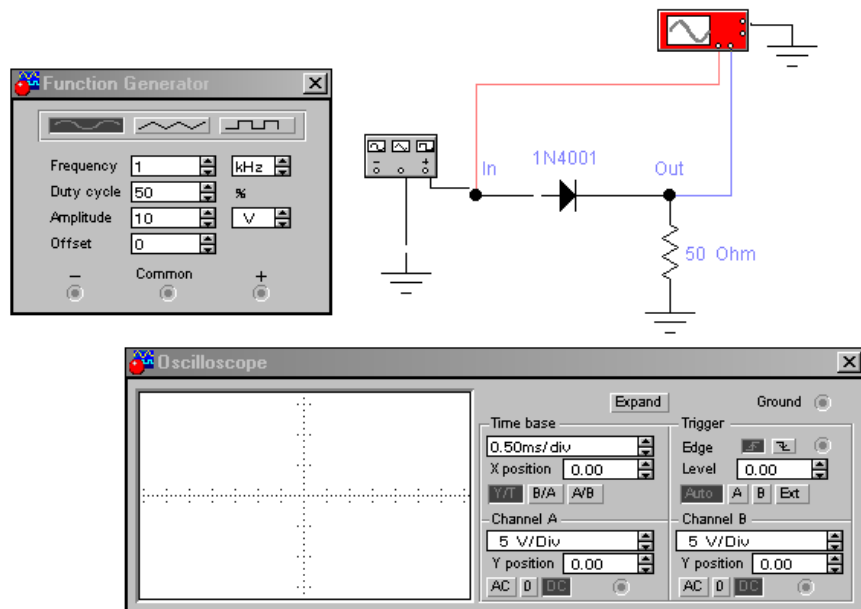 Function Generator
Frequency 1 kHz
Duty cycle 50 %
Amplitude 10 V
Offset 0
− Common +
− +
In
1N4001
Out
50 Ohm
Oscilloscope
Expand Ground
Time base Trigger
0.50ms/div Edge
X position 0.00 Level 0.00
Y/T B/A A/B Auto A B Ext
Channel A Channel B
5 V/Div 5 V/Div
Y position 0.00 Y position 0.00
AC 0 DC AC 0 DC